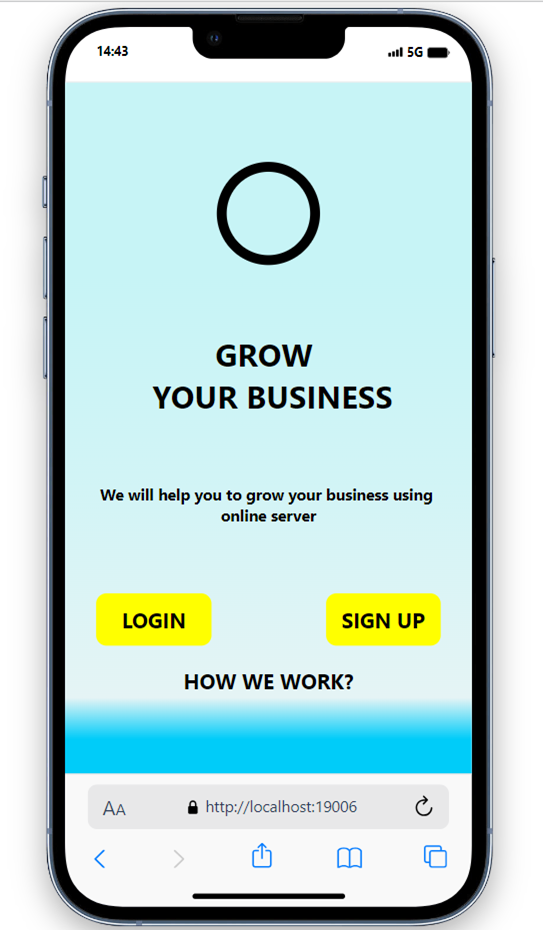 14:43
5G
GROW
YOUR BUSINESS
We will help you to grow your business using
online server
LOGIN
SIGN UP
HOW WE WORK?
AA http://localhost:19006